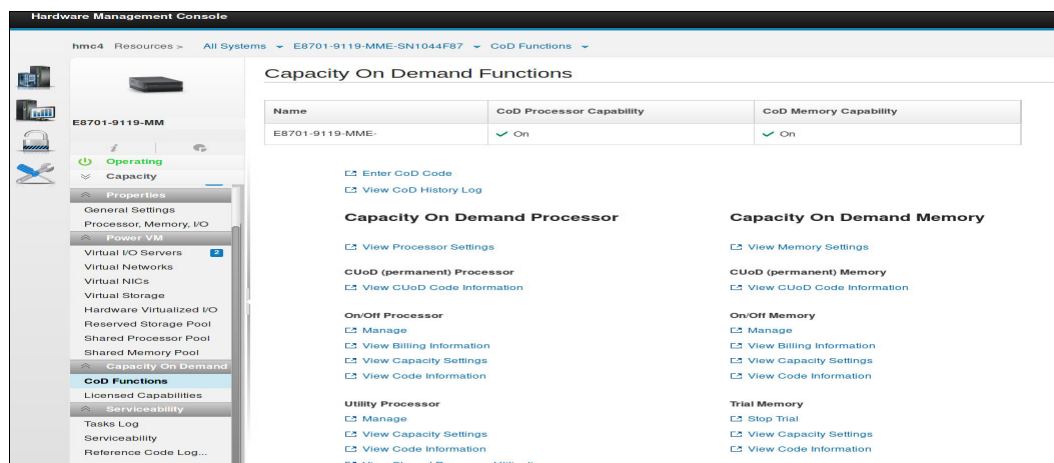 Hardware Management Console
hmc4 Resources > All Systems E8701-9119-MME-SN1044F87 CoD Functions
E8701-9119-MM
Operating
Capacity
Properties
General Settings
Processor, Memory, I/O
Power VM
Virtual I/O Servers 2
Virtual Networks
Virtual NICs
Virtual Storage
Hardware Virtualized I/O
Reserved Storage Pool
Shared Processor Pool
Shared Memory Pool
Capacity On Demand
CoD Functions
Licensed Capabilities
Serviceability
Tasks Log
Serviceability
Reference Code Log...
Capacity On Demand Functions
Name CoD Processor Capability CoD Memory Capability
E8701-9119-MME- On On
Enter CoD Code
View CoD History Log
Capacity On Demand Processor
View Processor Settings
CUoD (permanent) Processor
View CUoD Code Information
On/Off Processor
Manage
View Billing Information
View Capacity Settings
View Code Information
Utility Processor
Manage
View Capacity Settings
View Code Information
Capacity On Demand Memory
View Memory Settings
CUoD (permanent) Memory
View CUoD Code Information
On/Off Memory
Manage
View Billing Information
View Capacity Settings
View Code Information
Trial Memory
Stop Trial
View Capacity Settings
View Code Information